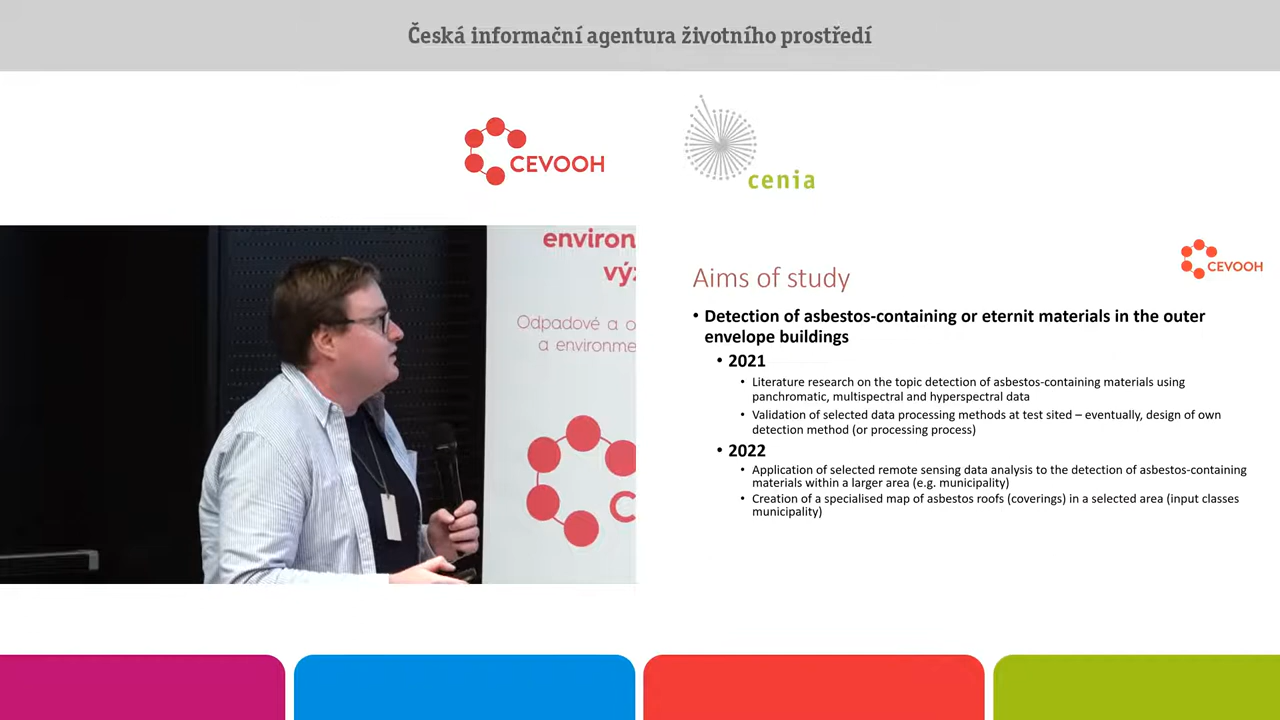 Česká informační agentura životního prostředí
CEVOOH
cenia
environ
výz
Odpadové a o
a environme
C
CEVOOH
Aims of study
• Detection of asbestos-containing or eternit materials in the outer
envelope buildings
• 2021
• Literature research on the topic detection of asbestos-containing materials using
panchromatic, multispectral and hyperspectral data
• Validation of selected data processing methods at test sited – eventually, design of own
detection method (or processing process)
• 2022
• Application of selected remote sensing data analysis to the detection of asbestos-containing
materials within a larger area (e.g. municipality)
• Creation of a specialised map of asbestos roofs (coverings) in a selected area (input classes
municipality)